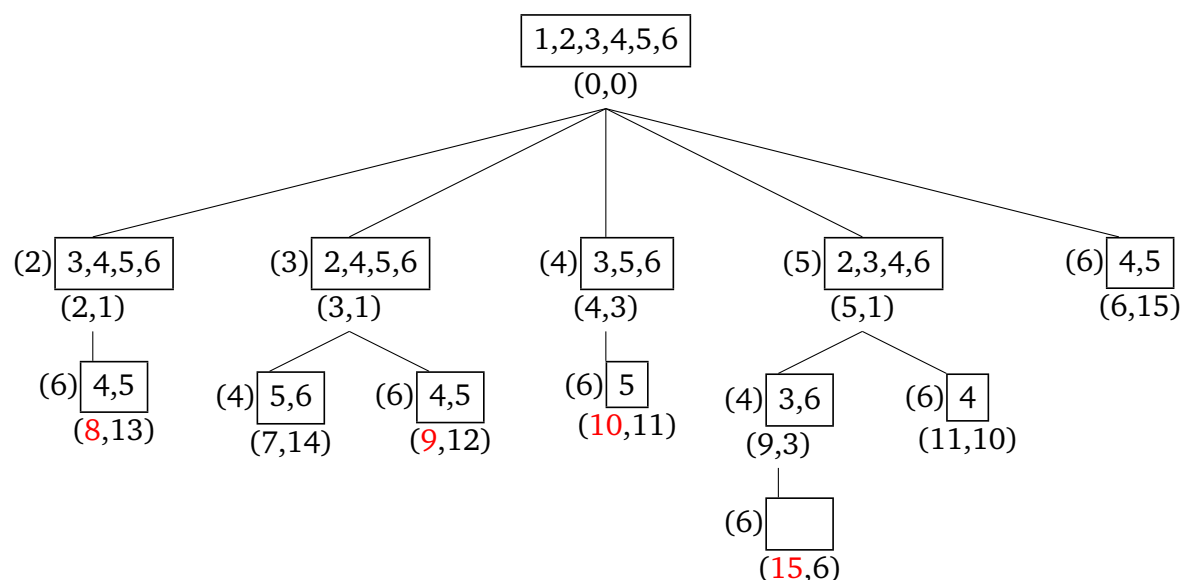 1,2,3,4,5,6
(0,0)
(2) 3,4,5,6 (3) 2,4,5,6 (4) 3,5,6 (5) 2,3,4,6 (6) 4,5
(2,1) (3,1) (4,3) (5,1) (6,15)
(6) 4,5 (4) 5,6 (6) 4,5 (6) 5 (4) 3,6 (6) 4
(8,13) (7,14) (9,12) (10,11) (9,3) (11,10)
(6)
(15,6)